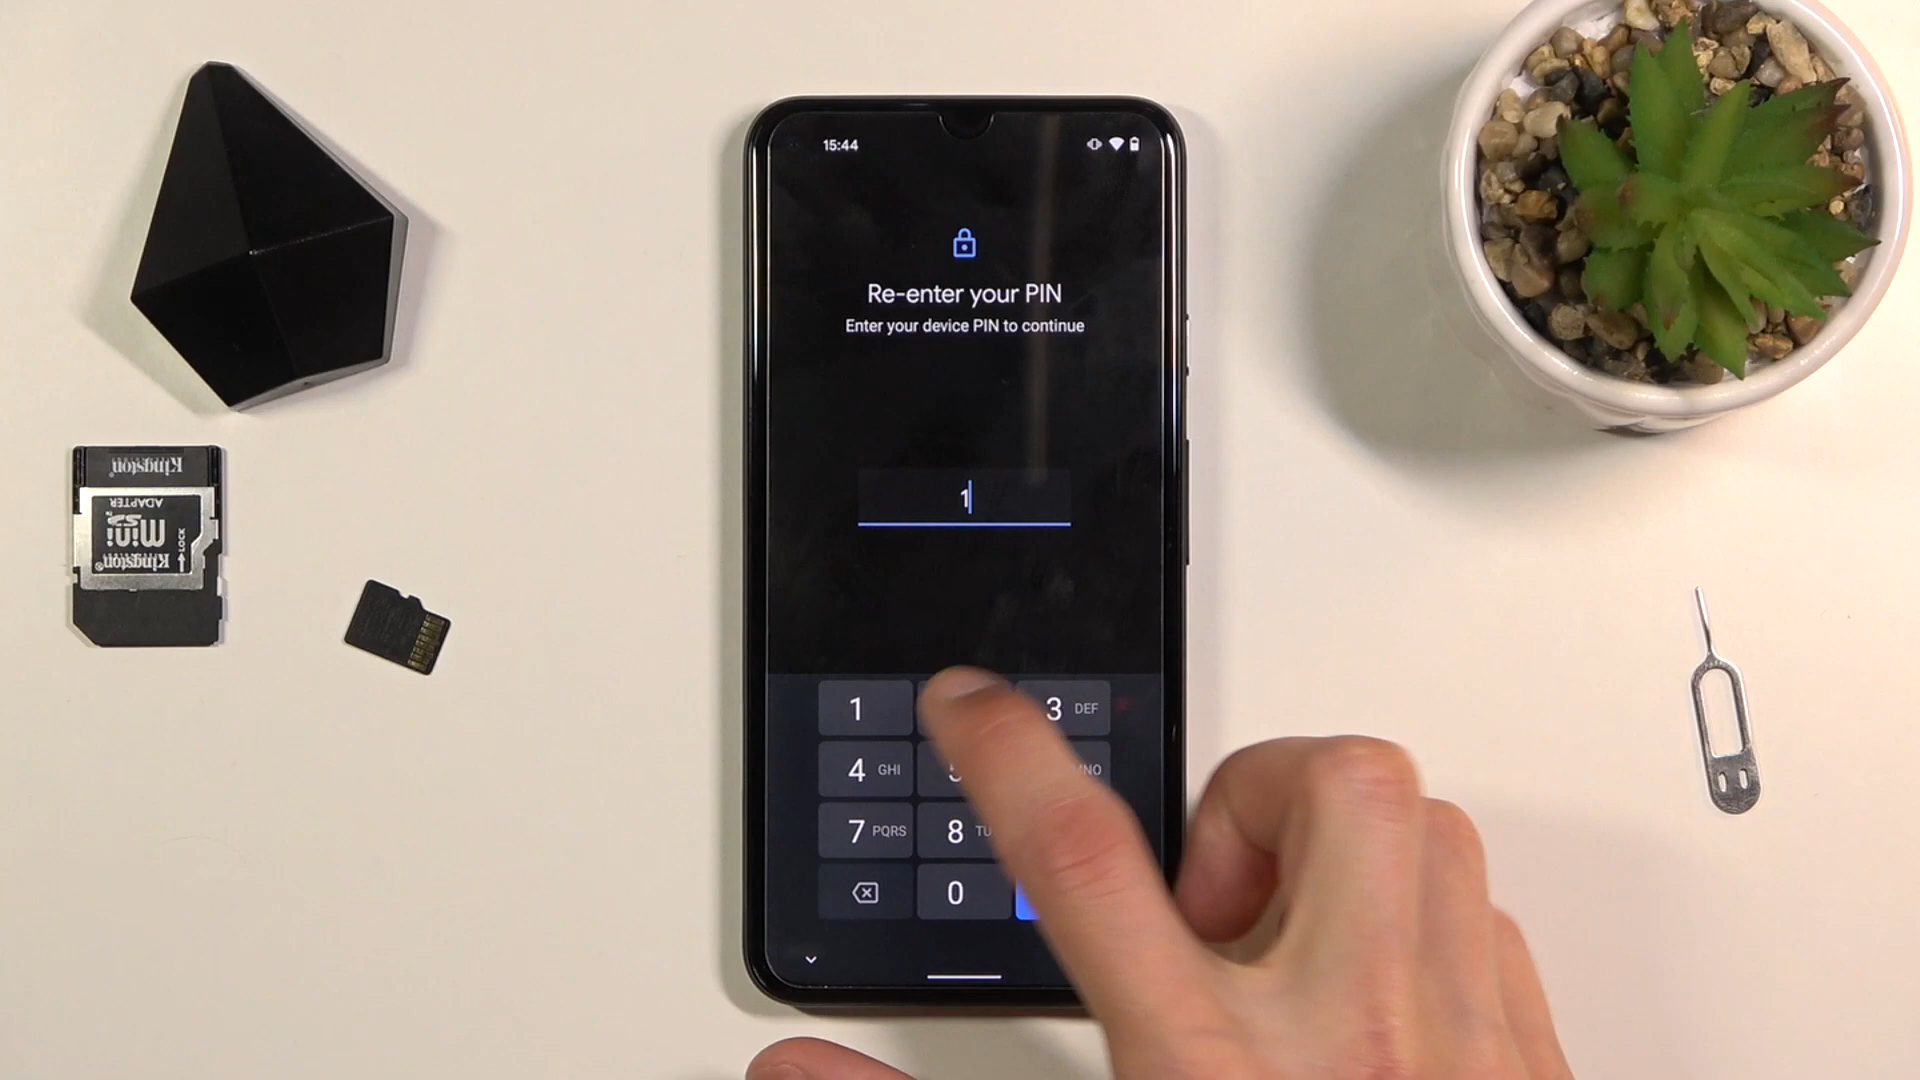 15:44
Re-enter your PIN
Enter your device PIN to continue
1
1
3 DEF
4 GHI
MNO
7 PQRS
8
0
Kingston
ADAPTER
Mini SD
LOCK
Kingston